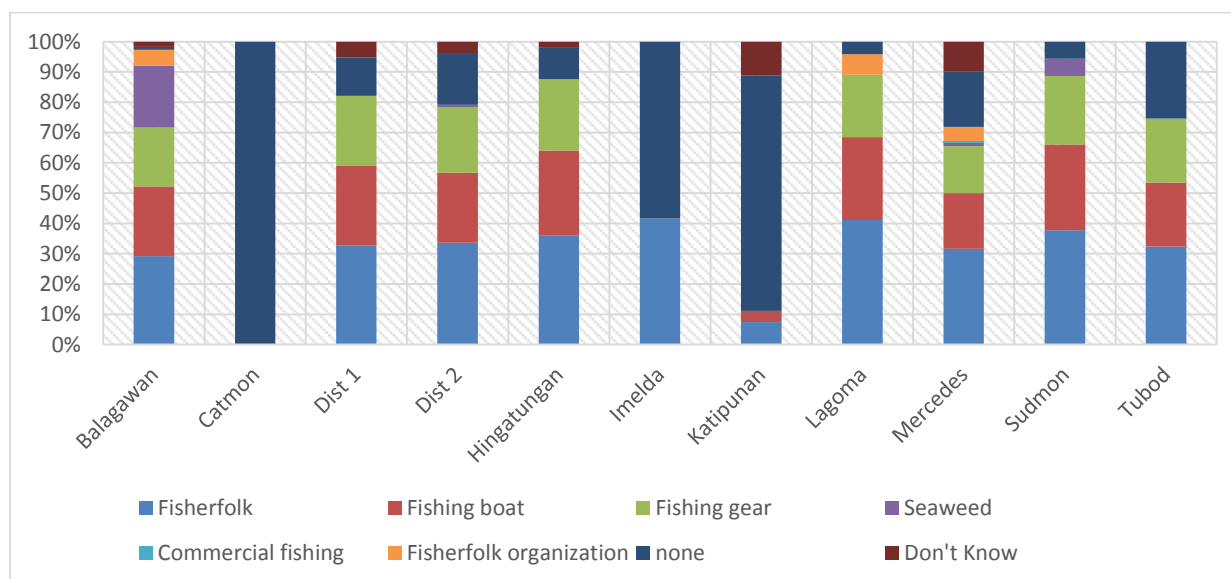 100%
90%
80%
70%
60%
50%
40%
30%
20%
10%
0%
Balagawan
Catmon
Dist 1
Dist 2
Hingatungan
Imelda
Katipunan
Lagoma
Mercedes
Sudmon
Tubod
Fisherfolk Fishing boat Fishing gear Seaweed
Commercial fishing Fisherfolk organization none Don't Know